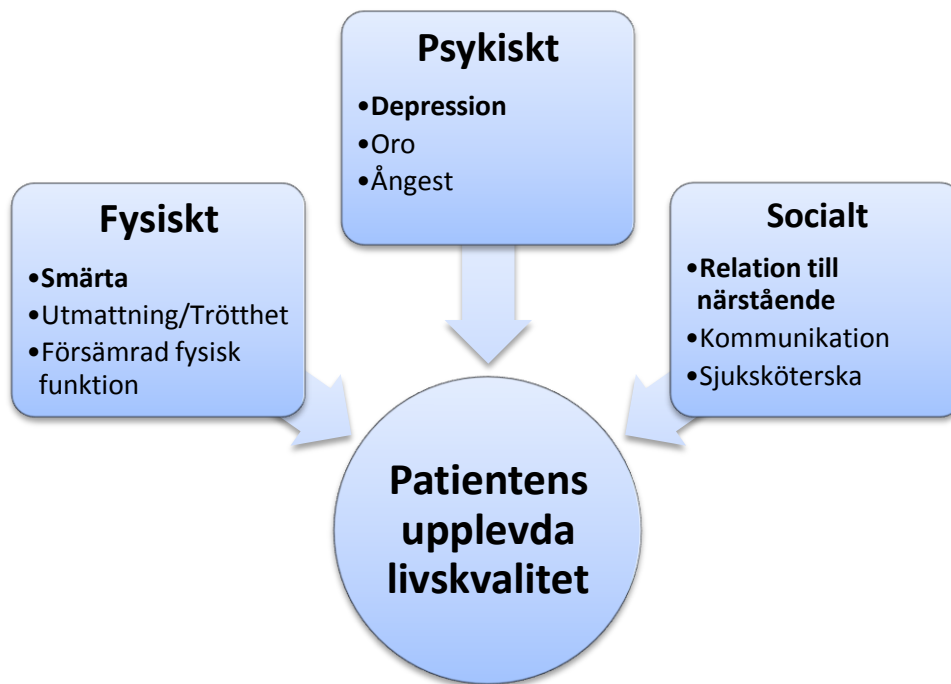 Psykiskt
•Depression
•Oro
•Ångest
Fysiskt
•Smärta
•Utmattning/Trötthet
•Försämrad fysisk
funktion
Socialt
•Relation till
närstående
•Kommunikation
•Sjuksköterska
Patientens
upplevda
livskvalitet